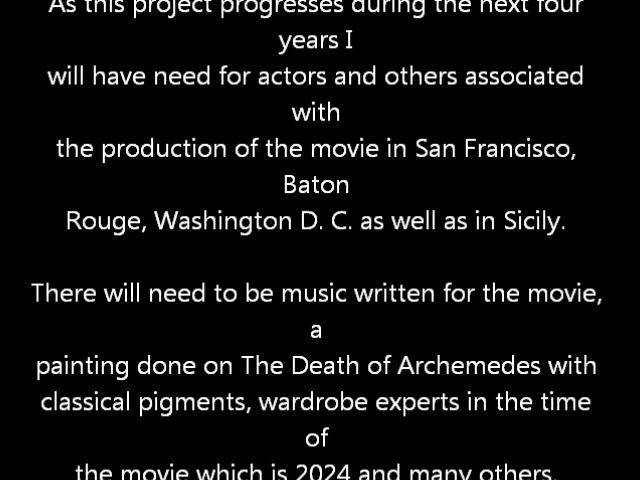 As this project progresses during the next four
years I
will have need for actors and others associated
with
the production of the movie in San Francisco,
Baton
Rouge, Washington D. C. as well as in Sicily.
There will need to be music written for the movie,
a
painting done on The Death of Archemedes with
classical pigments, wardrobe experts in the time
of
the movie which is 2024 and many others.